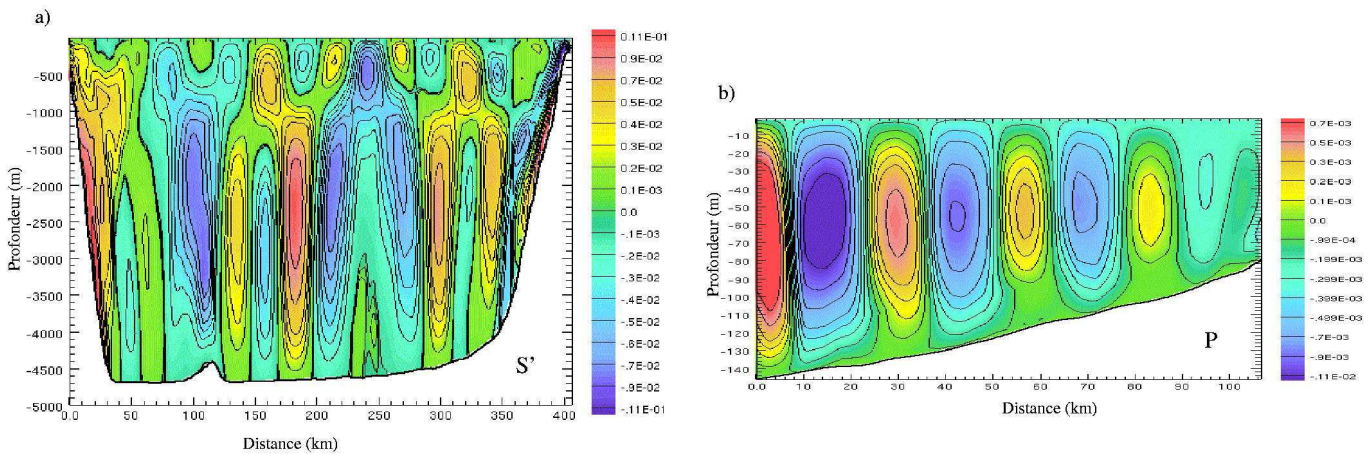 a)
Profondeur (m)
-500
-1000
-1500
-2000
-2500
-3000
-3500
-4000
-4500
-5000
0.0 50 100 150 200 250 300 350 400
Distance (km)
S'
0.11E-01
0.9E-02
0.7E-02
0.5E-02
0.4E-02
0.3E-02
0.2E-02
0.1E-03
0.0
-.1E-03
-.2E-02
-.3E-02
-.4E-02
-.5E-02
-.6E-02
-.7E-02
-.9E-02
-.11E-01
b)
Profondeur (m)
-10
-20
-30
-40
-50
-60
-70
-80
-90
-100
-110
-120
-130
-140
0.0 10 20 30 40 50 60 70 80 90 100
Distance (km)
P
0.7E-03
0.5E-03
0.3E-03
0.2E-03
0.1E-03
0.0
-.99E-04
-.199E-03
-.299E-03
-.399E-03
-.499E-03
-.7E-03
-.9E-03
-.11E-02